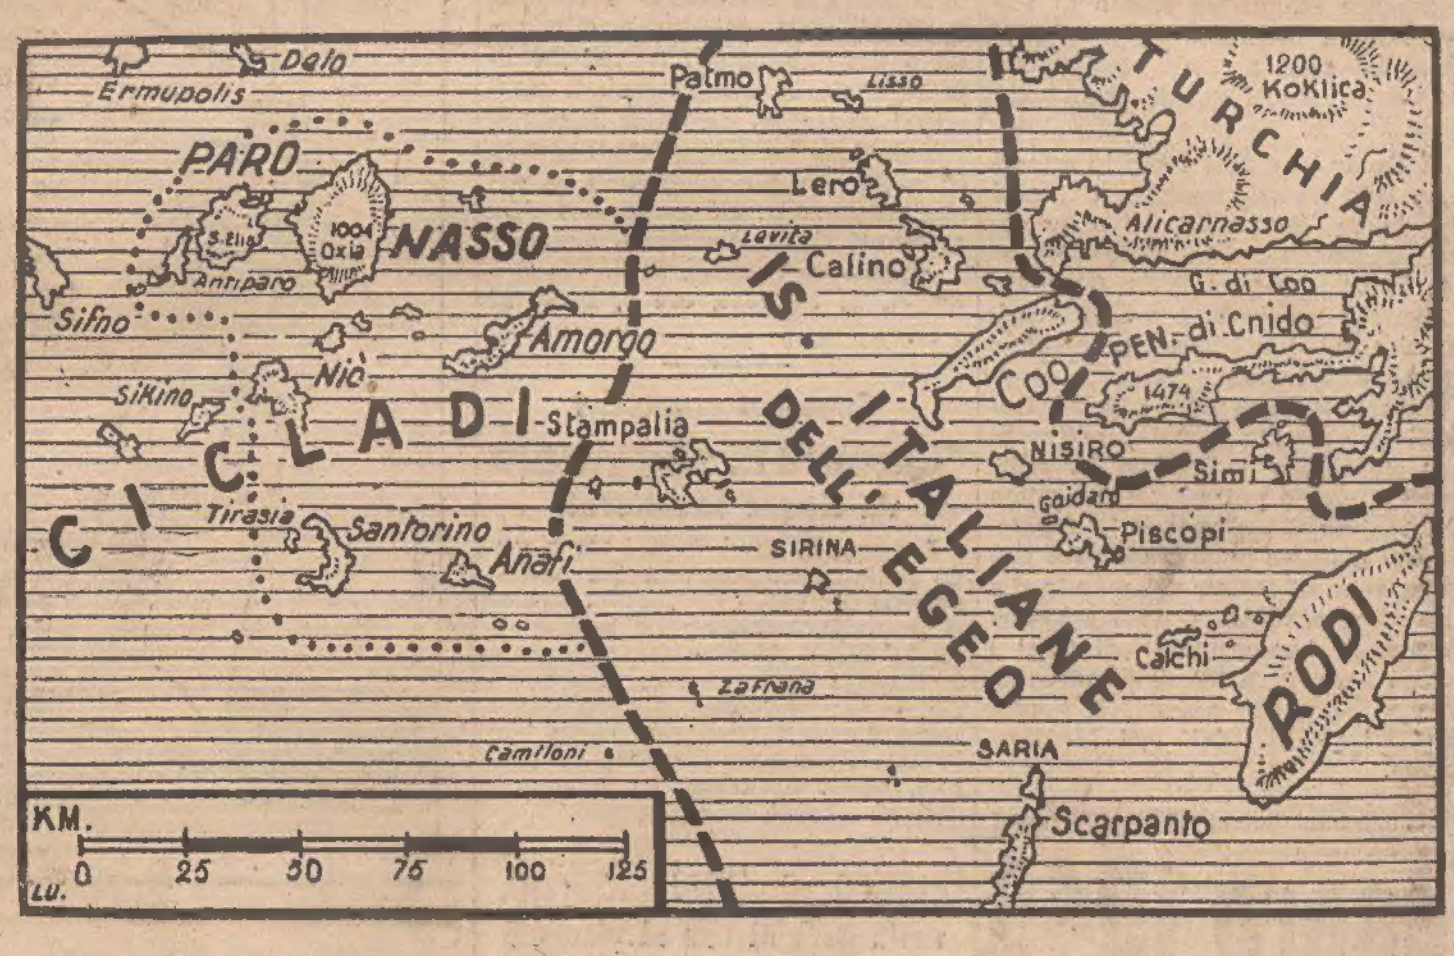 Delo
Ermupolis
Patmo
Lisso
TURCHIA
1200
Koklica
PARO
Lero
S. Elia
1004
Oxia
NASSO
Levita
Alicarnasso
Antiparo
Calino
G. di Coo
Sifno
Amorgo
PEN. di Cnido
Niò
Sikino
Coo
1474
CICLADI
Stampalia
IS. ITALIANE
DELL' EGEO
NISIRO
Simi
Tirasia
Santorino
Gaidaro
Piscopi
Anafi
SIRINA
Calchi
RODI
Zafrana
Camiloni
SARIA
Scarpanto
KM.
0 25 50 75 100 125
LU.